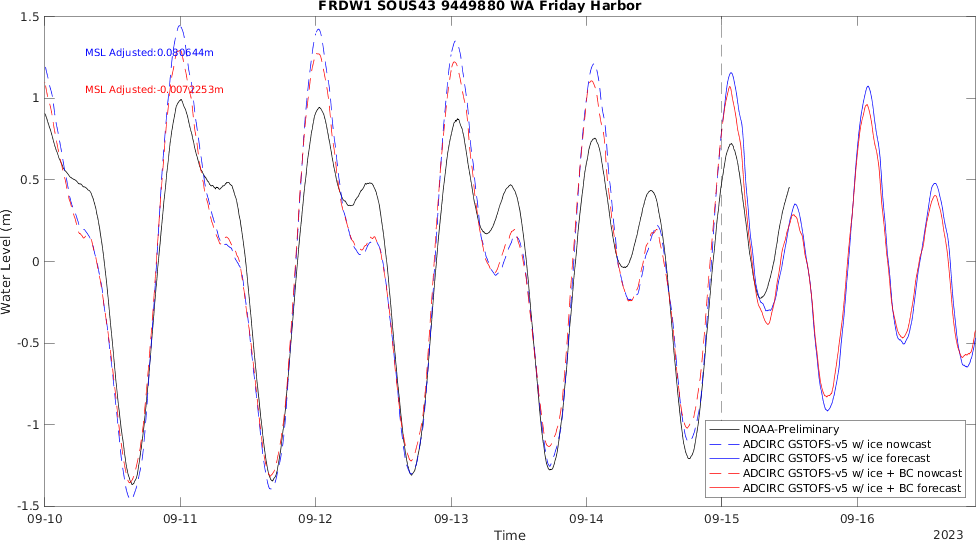 FRDW1 SOUS43 9449880 WA Friday Harbor
1.5
MSL Adjusted:0.080644m
MSL Adjusted:-0.0072253m
1
0.5
0
-0.5
-1
-1.5
Water Level (m)
NOAA-Preliminary
ADCIRC GSTOFS-v5 w/ ice nowcast
ADCIRC GSTOFS-v5 w/ ice forecast
ADCIRC GSTOFS-v5 w/ ice + BC nowcast
ADCIRC GSTOFS-v5 w/ ice + BC forecast
09-10 09-11 09-12 09-13 09-14 09-15 09-16
Time
2023